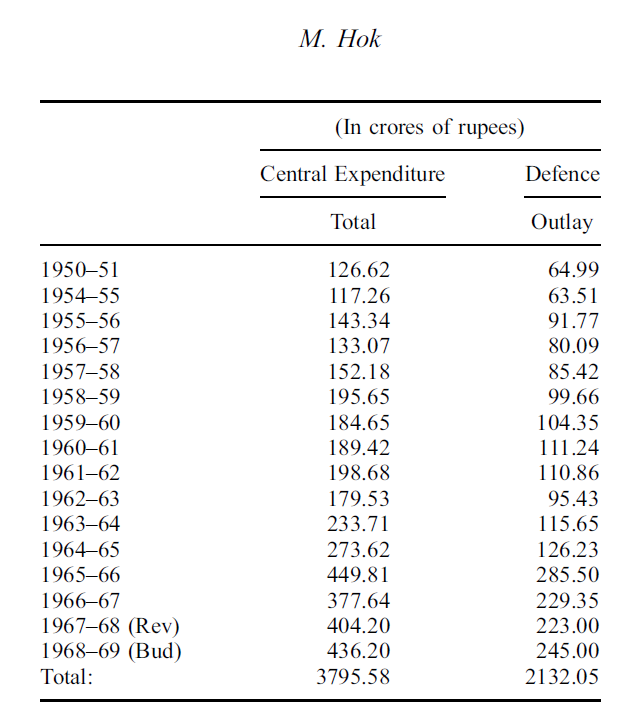 M. Hok
(In crores of rupees)
Central Expenditure Defence
Total Outlay
1950–51 126.62 64.99
1954–55 117.26 63.51
1955–56 143.34 91.77
1956–57 133.07 80.09
1957–58 152.18 85.42
1958–59 195.65 99.66
1959–60 184.65 104.35
1960–61 189.42 111.24
1961–62 198.68 110.86
1962–63 179.53 95.43
1963–64 233.71 115.65
1964–65 273.62 126.23
1965–66 449.81 285.50
1966–67 377.64 229.35
1967–68 (Rev) 404.20 223.00
1968–69 (Bud) 436.20 245.00
Total: 3795.58 2132.05